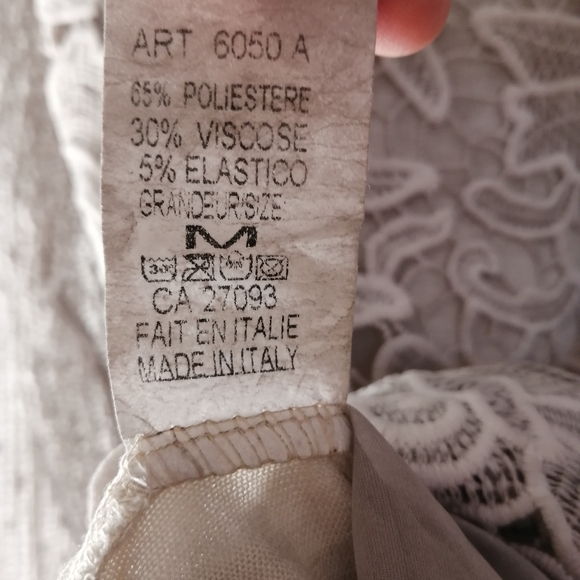 ART 6050 A
65% POLIESTERE
30% VISCOSE
5% ELASTICO
GRANDEUR/SIZE:
M
CA 27093
FAIT EN ITALIE
MADE IN ITALY